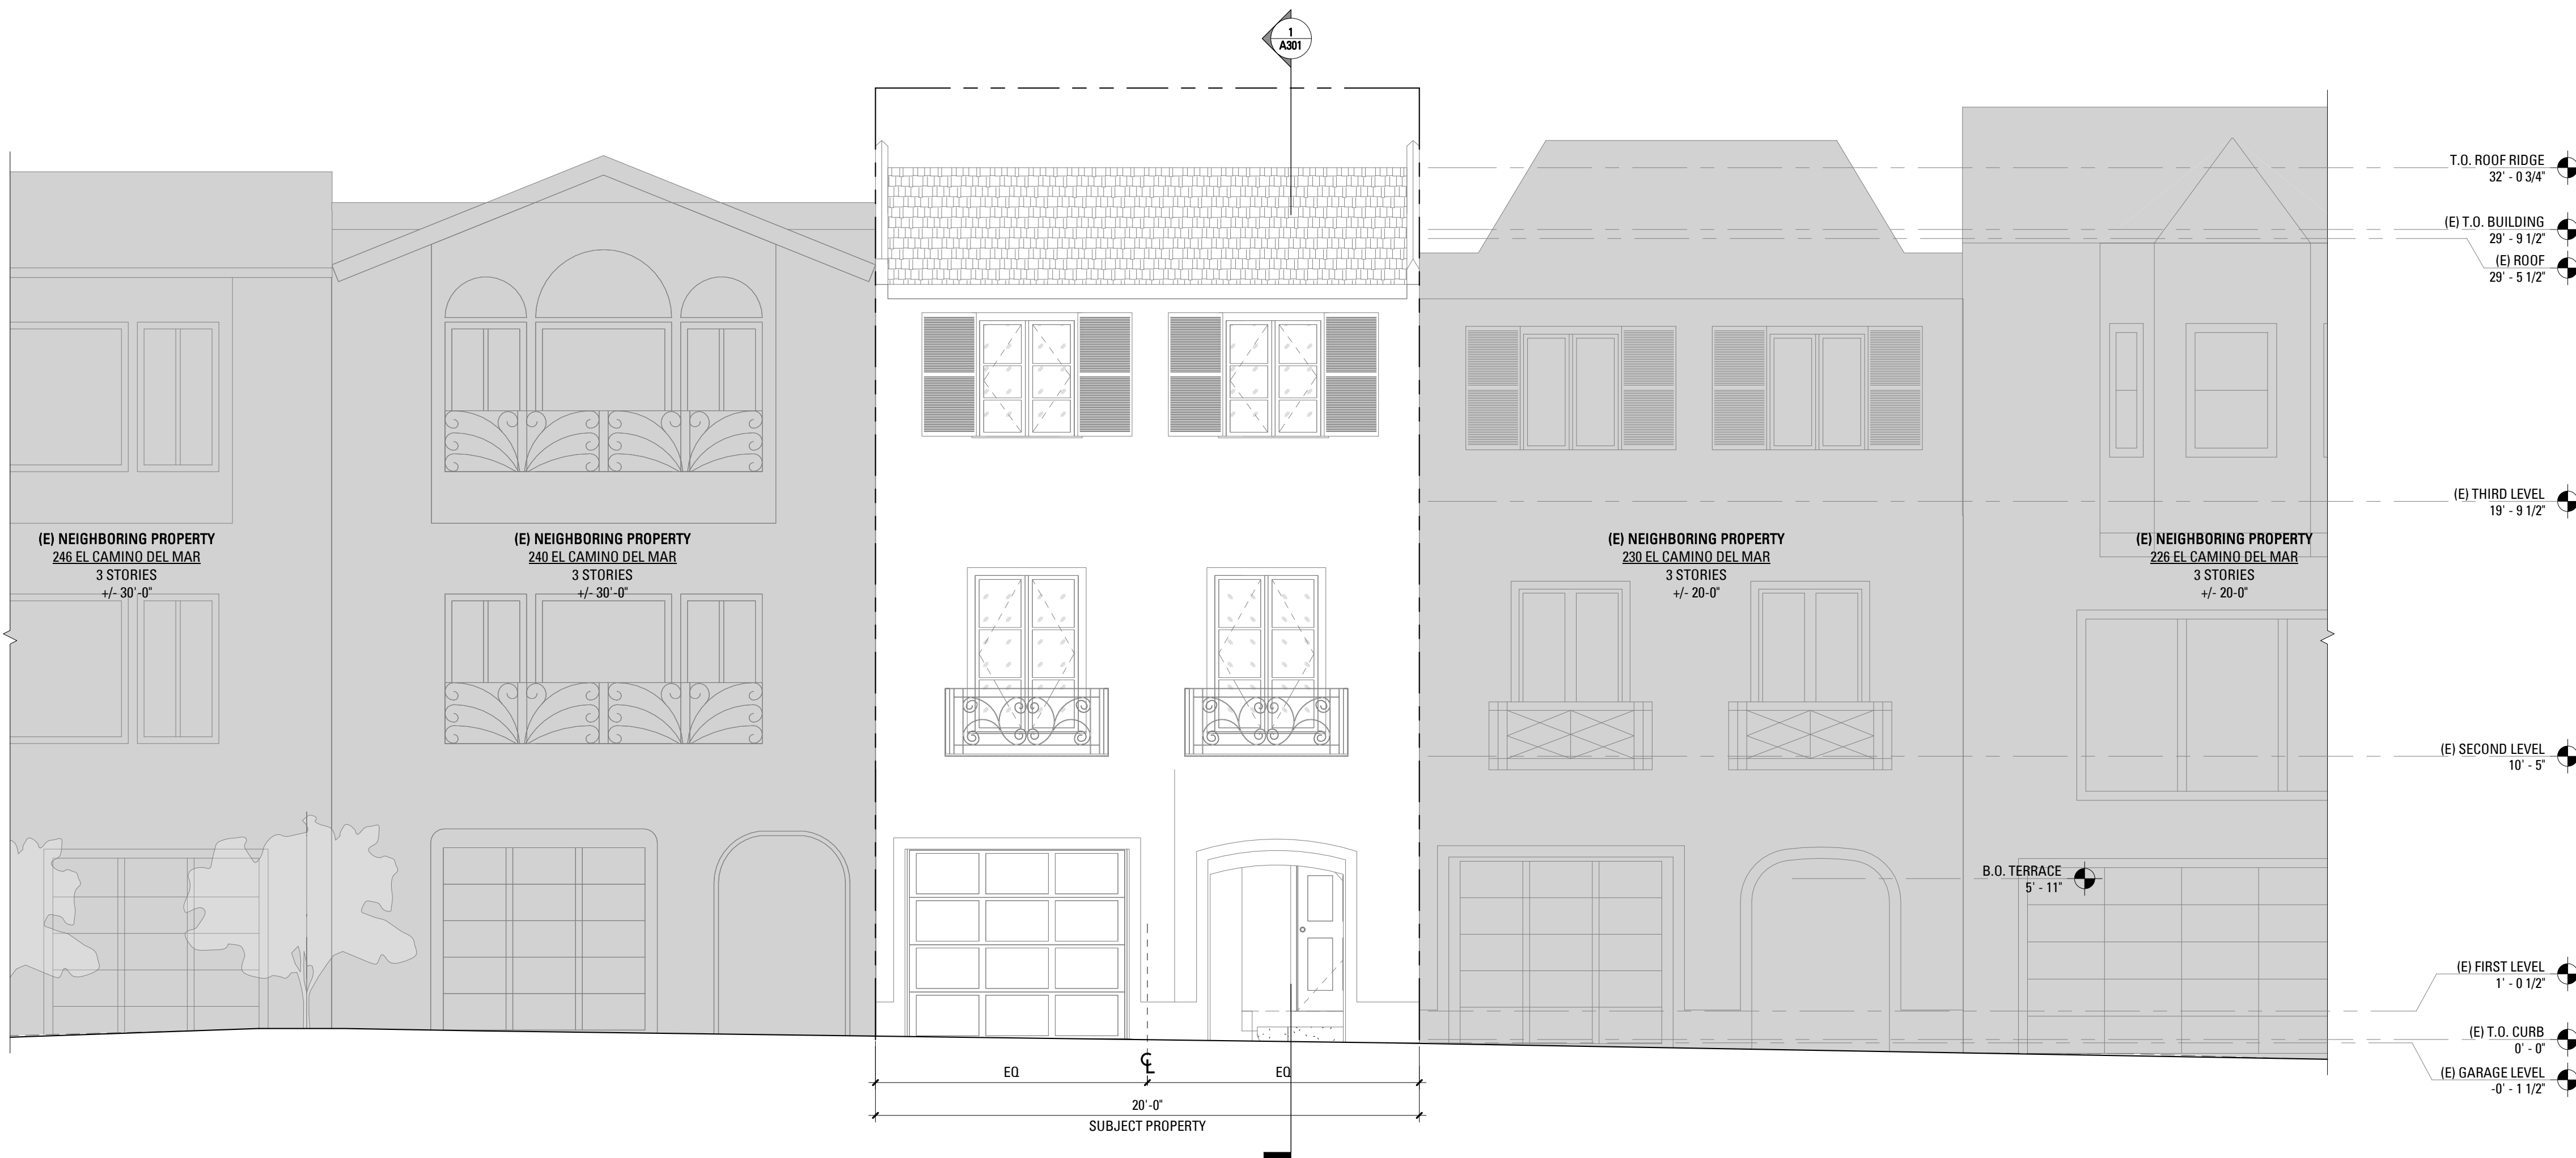 1
A301
T.O. ROOF RIDGE
32' - 0 3/4"
(E) T.O. BUILDING
29' - 9 1/2"
(E) ROOF
29' - 5 1/2"
(E) THIRD LEVEL
19' - 9 1/2"
(E) NEIGHBORING PROPERTY
246 EL CAMINO DEL MAR
3 STORIES
+/- 30'-0"
(E) NEIGHBORING PROPERTY
240 EL CAMINO DEL MAR
3 STORIES
+/- 30'-0"
(E) NEIGHBORING PROPERTY
230 EL CAMINO DEL MAR
3 STORIES
+/- 20-0"
(E) NEIGHBORING PROPERTY
226 EL CAMINO DEL MAR
3 STORIES
+/- 20-0"
(E) SECOND LEVEL
10' - 5"
B.O. TERRACE
5' - 11"
(E) FIRST LEVEL
1' - 0 1/2"
(E) T.O. CURB
0' - 0"
(E) GARAGE LEVEL
-0' - 1 1/2"
℄
EQ
EQ
20'-0"
SUBJECT PROPERTY